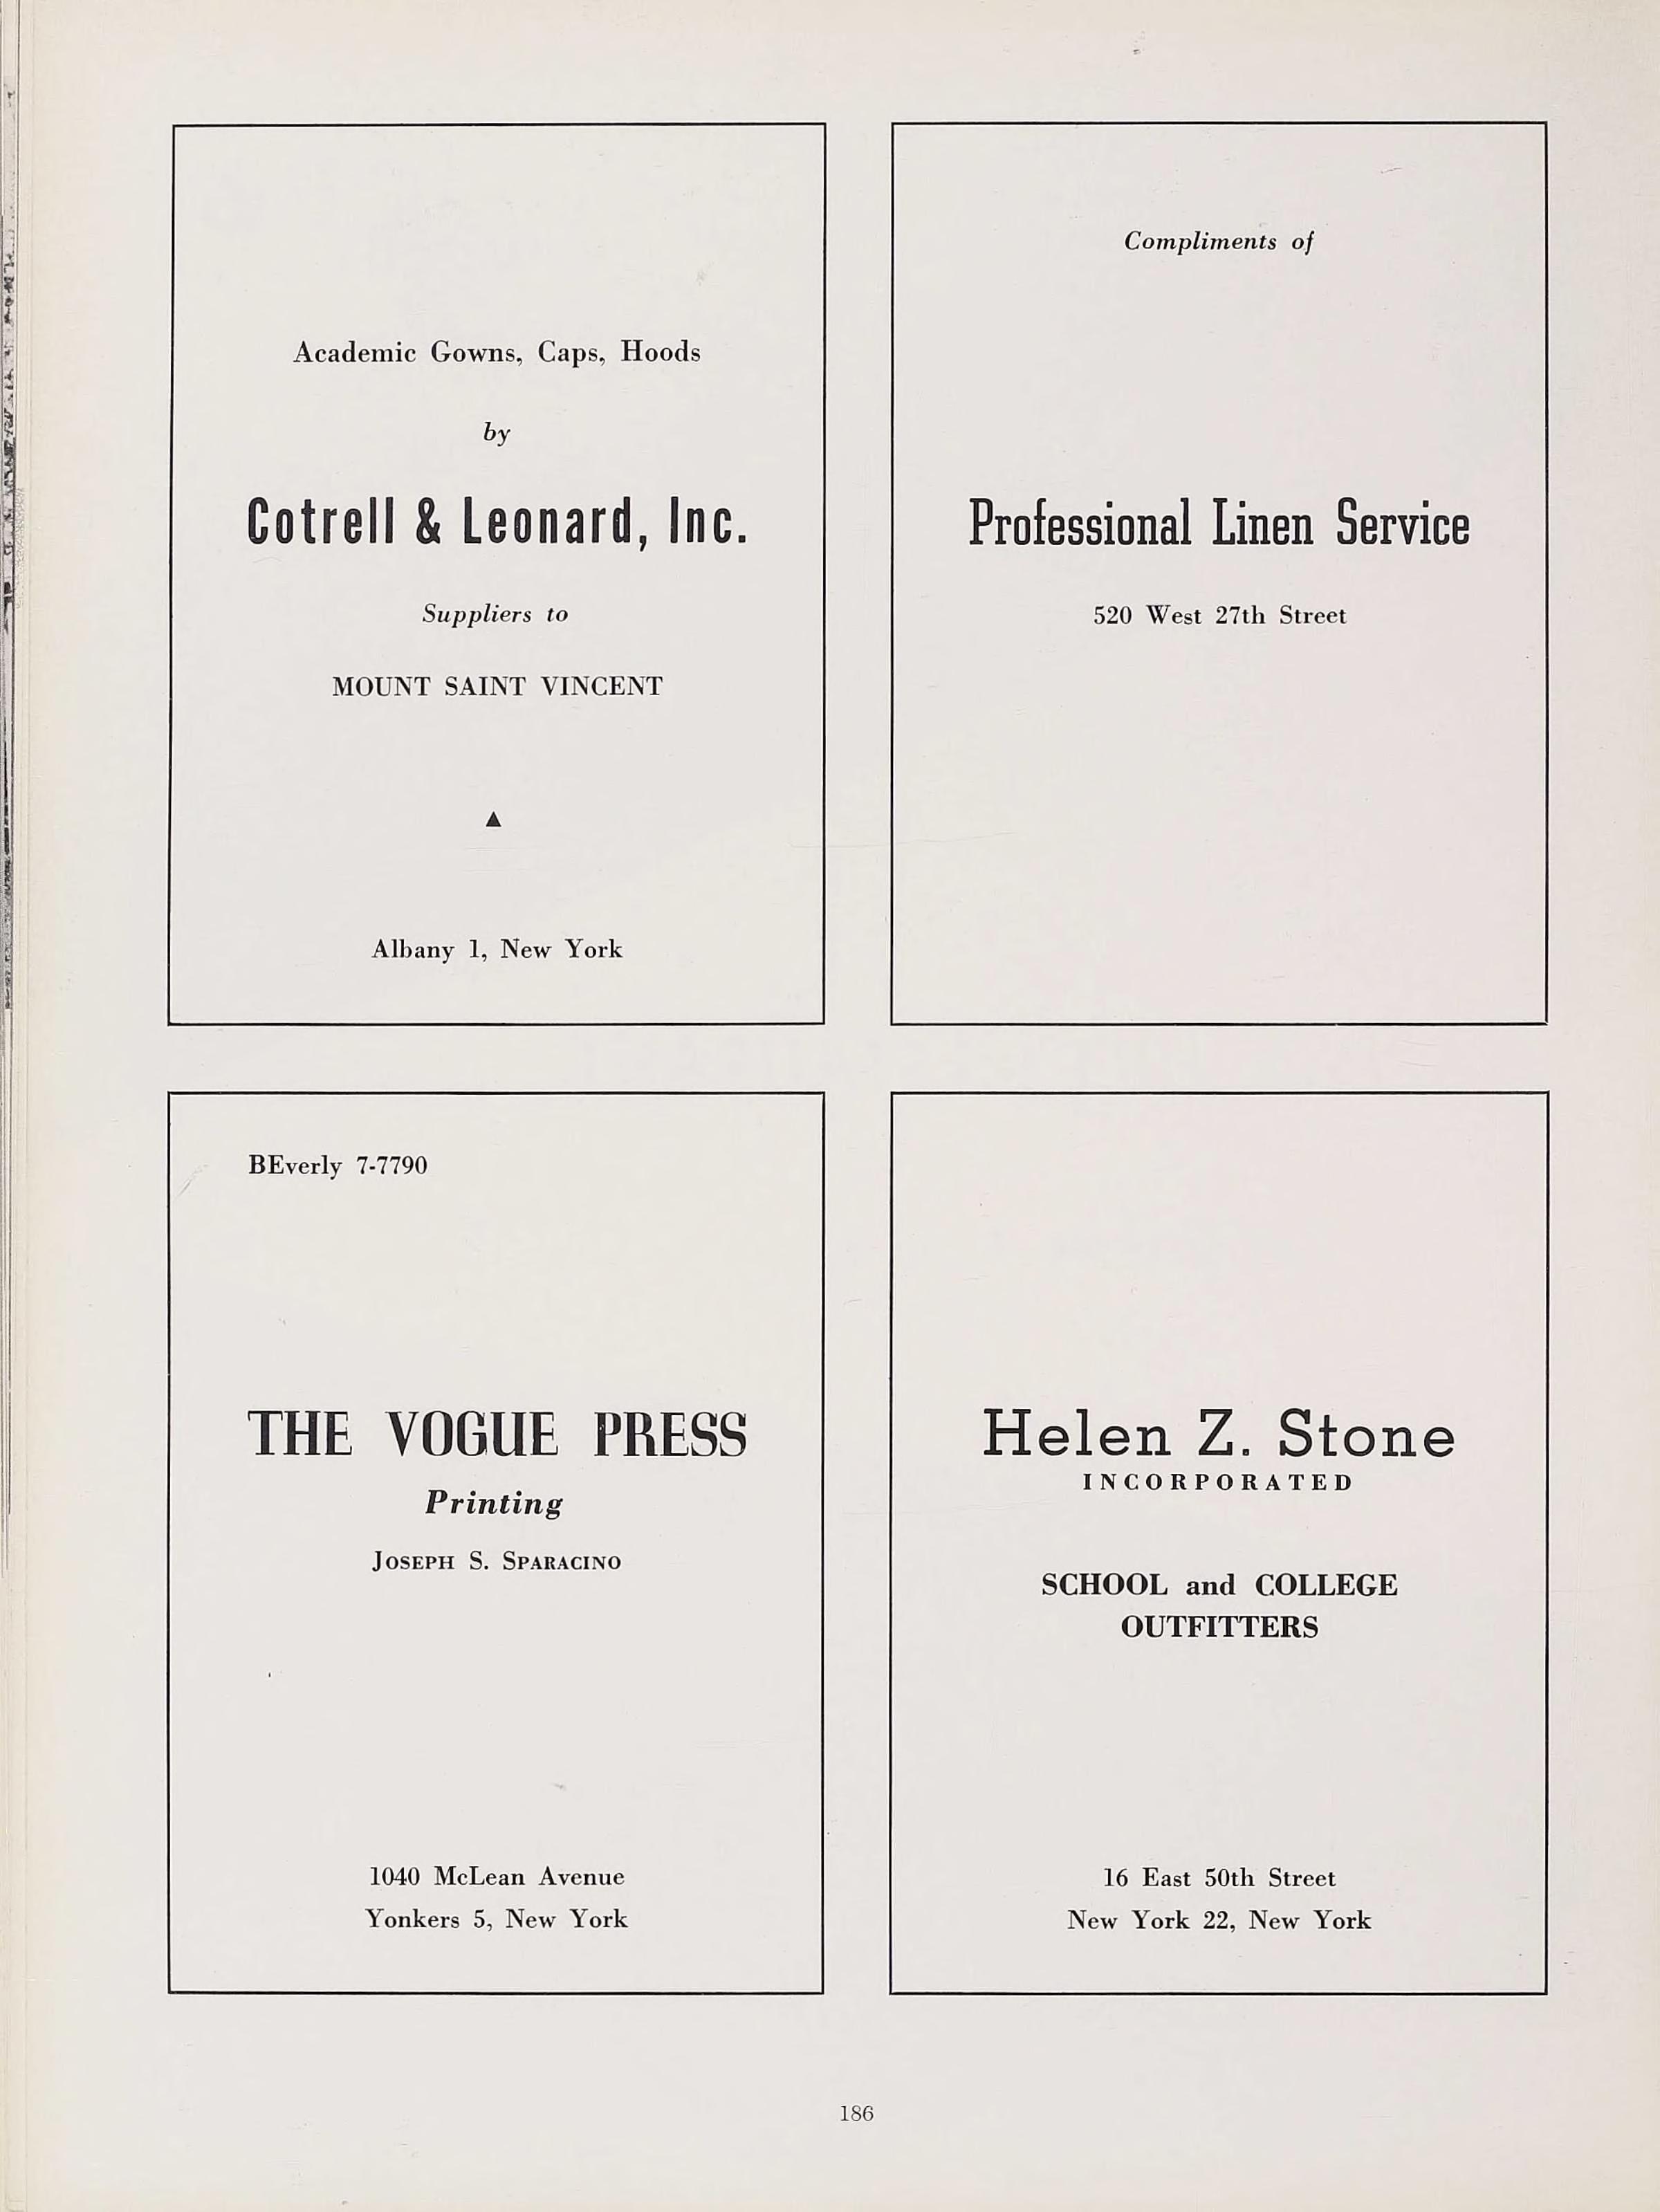 Academic Gowns, Caps, Hoods
by
Cotrell & Leonard, Inc.
Suppliers to
MOUNT SAINT VINCENT
▲
Albany 1, New York
Compliments of
Professional Linen Service
520 West 27th Street
BEverly 7-7790
THE VOGUE PRESS
Printing
JOSEPH S. SPARACINO
1040 McLean Avenue
Yonkers 5, New York
Helen Z. Stone
INCORPORATED
SCHOOL and COLLEGE
OUTFITTERS
16 East 50th Street
New York 22, New York
186